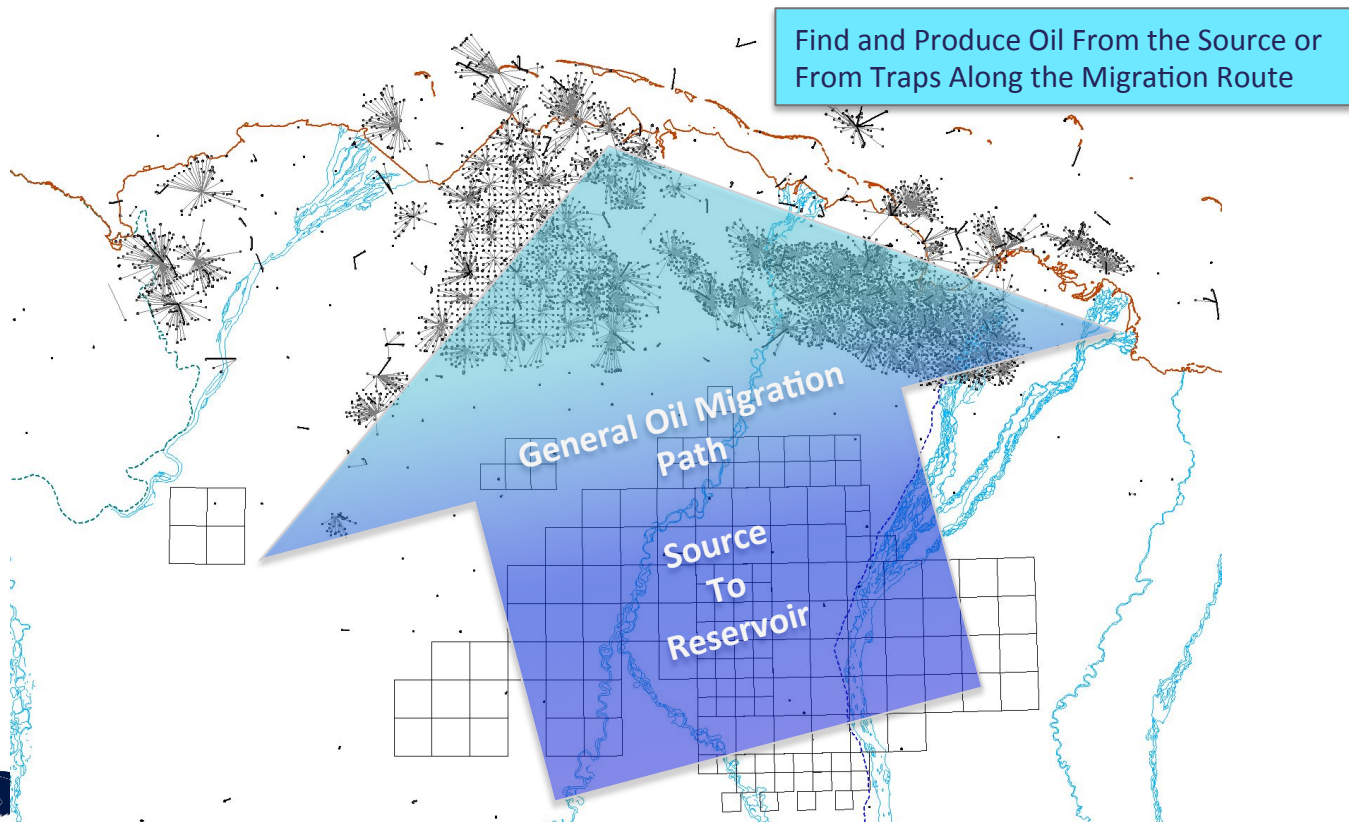 Find and Produce Oil From the Source or
From Traps Along the Migration Route
General Oil Migration
Path
Source
To
Reservoir